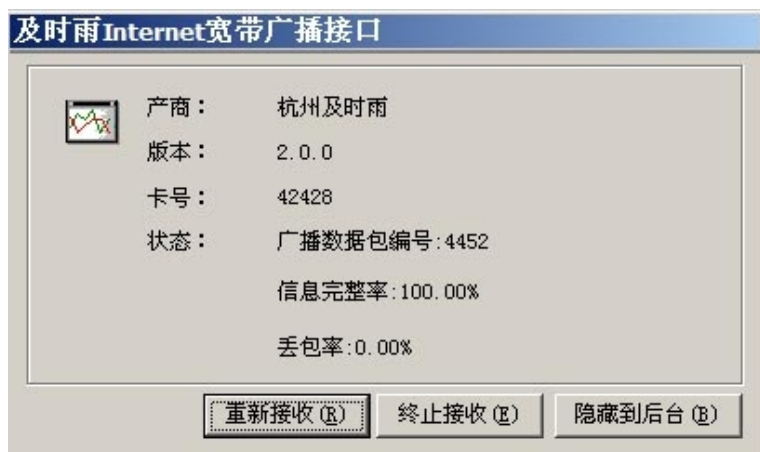 及时雨Internet宽带广播接口
产商： 杭州及时雨
版本： 2.0.0
卡号： 42428
状态： 广播数据包编号:4452
信息完整率:100.00%
丢包率:0.00%
重新接收(R) 终止接收(E) 隐藏到后台(B)